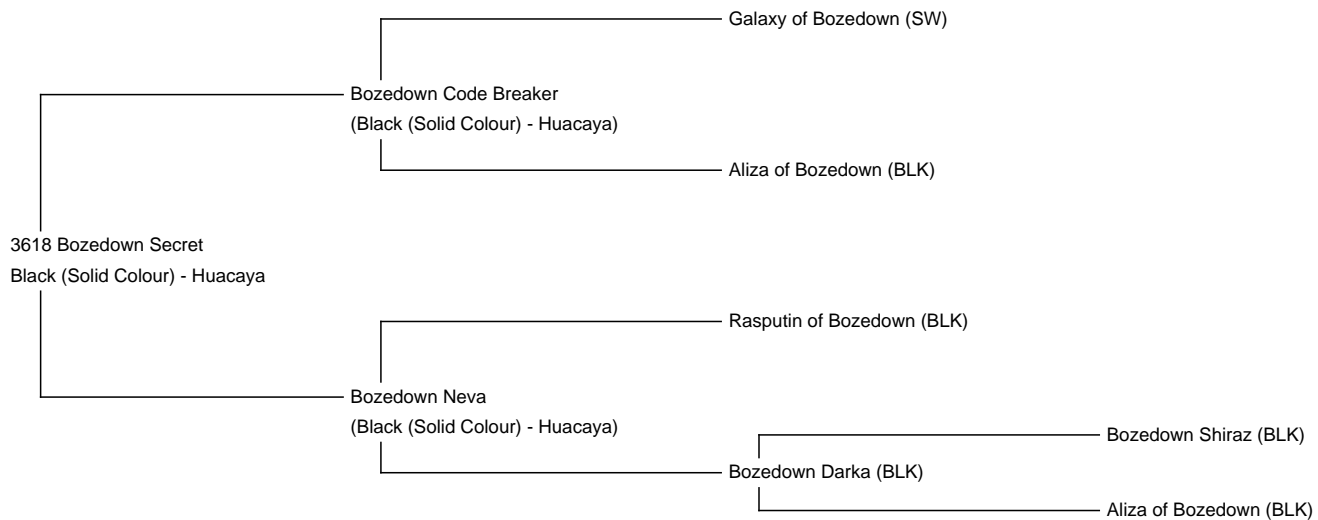 Galaxy of Bozedown (SW)
Bozedown Code Breaker
(Black (Solid Colour) - Huacaya)
Aliza of Bozedown (BLK)
3618 Bozedown Secret
Black (Solid Colour) - Huacaya
Rasputin of Bozedown (BLK)
Bozedown Neva
(Black (Solid Colour) - Huacaya)
Bozedown Shiraz (BLK)
Bozedown Darka (BLK)
Aliza of Bozedown (BLK)